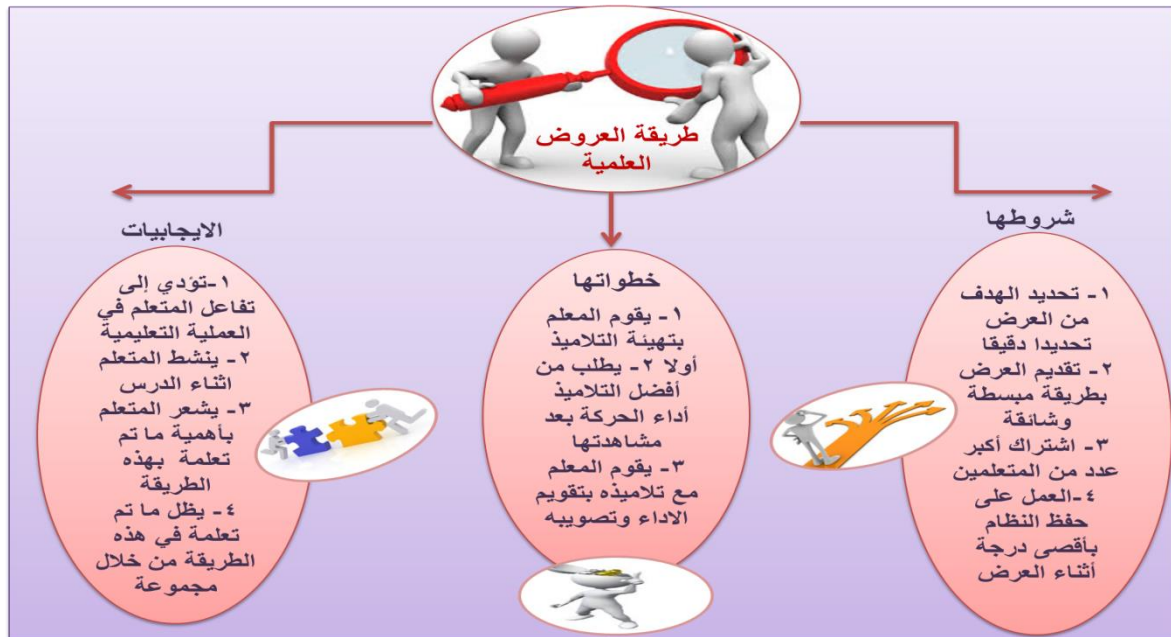 طريقة العروض
العلمية
شروطها
١- تحديد الهدف
من العرض
تحديدا دقيقا
٢- تقديم العرض
بطريقة مبسطة
وشائقة
٣- اشتراك أكبر
عدد من المتعلمين
٤-العمل على
حفظ النظام
بأقصى درجة
أثناء العرض
خطواتها
١- يقوم المعلم
بتهيئة التلاميذ
أولا ٢- يطلب من
أفضل التلاميذ
أداء الحركة بعد
مشاهدتها
٣- يقوم المعلم
مع تلاميذه بتقويم
الاداء وتصويبه
الايجابيات
١-تؤدي إلى
تفاعل المتعلم في
العملية التعليمية
٢- ينشط المتعلم
اثناء الدرس
٣- يشعر المتعلم
بأهمية ما تم
تعلمة بهذه
الطريقة
٤- يظل ما تم
تعلمة في هذه
الطريقة من خلال
مجموعة